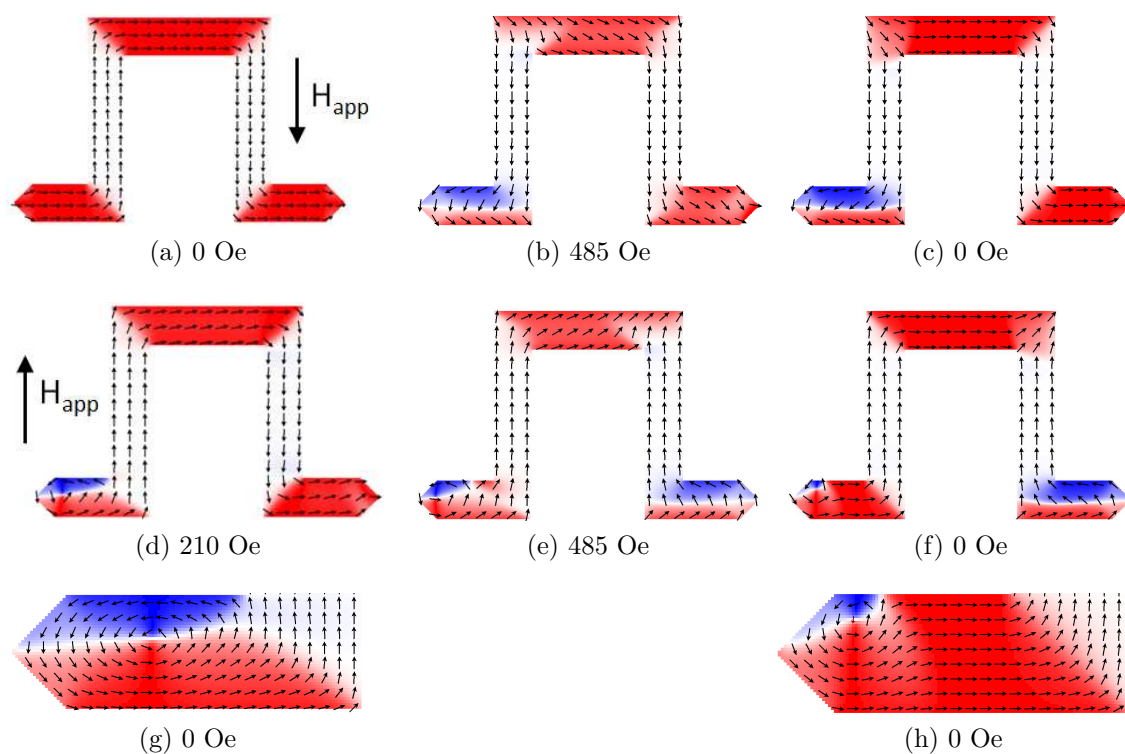 H_app
(a) 0 Oe
(b) 485 Oe
(c) 0 Oe
H_app
(d) 210 Oe
(e) 485 Oe
(f) 0 Oe
(g) 0 Oe
(h) 0 Oe